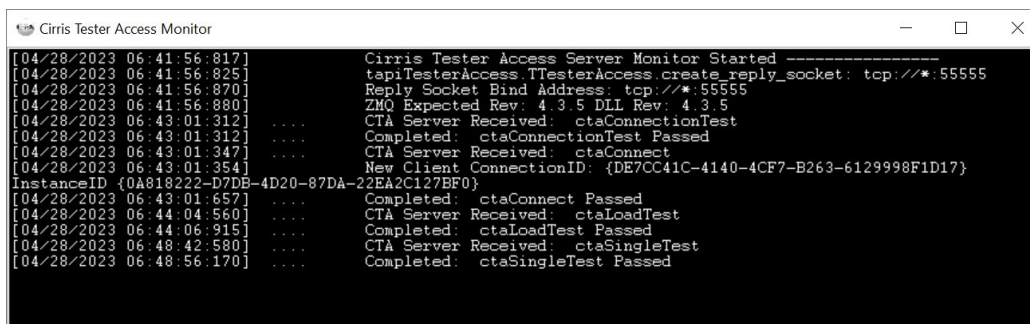 Cirris Tester Access Monitor
[04/28/2023 06:41:56:817] Cirris Tester Access Server Monitor Started -----------------
[04/28/2023 06:41:56:825] tapiTesterAccess.TTesterAccess.create_reply_socket: tcp://*:55555
[04/28/2023 06:41:56:870] Reply Socket Bind Address: tcp://*:55555
[04/28/2023 06:41:56:880] ZMQ Expected Rev: 4.3.5 DLL Rev: 4.3.5
[04/28/2023 06:43:01:312] .... CTA Server Received: ctaConnectionTest
[04/28/2023 06:43:01:312] .... Completed: ctaConnectionTest Passed
[04/28/2023 06:43:01:347] .... CTA Server Received: ctaConnect
[04/28/2023 06:43:01:354] New Client ConnectionID: {DE7CC41C-4140-4CF7-B263-6129998F1D17}
InstanceID {0A818222-D7DB-4D20-87DA-22EA2C127BF0}
[04/28/2023 06:43:01:657] .... Completed: ctaConnect Passed
[04/28/2023 06:44:04:560] .... CTA Server Received: ctaLoadTest
[04/28/2023 06:44:06:915] .... Completed: ctaLoadTest Passed
[04/28/2023 06:48:42:580] .... CTA Server Received: ctaSingleTest
[04/28/2023 06:48:56:170] .... Completed: ctaSingleTest Passed